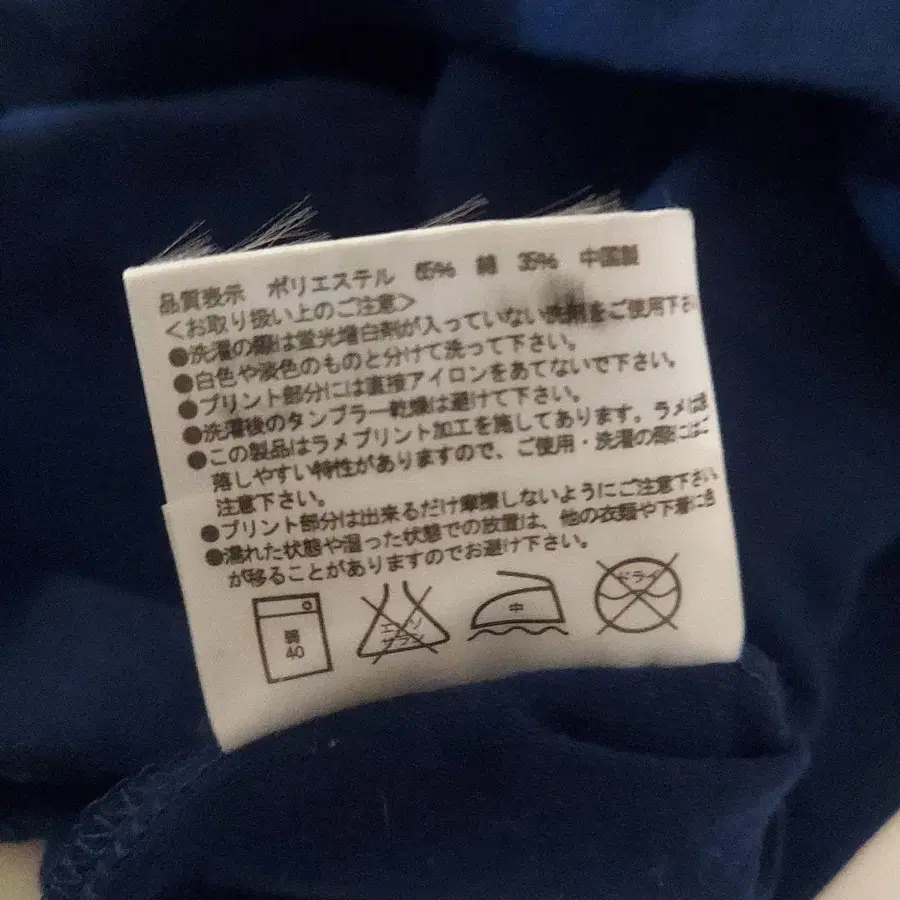 品質表示 ポリエステル 65% 綿 35% 中国製
<お取り扱い上のご注意>
●洗濯の際は蛍光増白剤が入っていない洗剤をご使用下さ
●白色や淡色のものと分けて洗って下さい。
●プリント部分には直接アイロンをあてないで下さい。
●洗濯後のタンブラー乾燥は避けて下さい。
●この製品はラメプリント加工を施してあります。ラメは
落しやすい特性がありますので、ご使用・洗濯の際にはご
注意下さい。
●プリント部分は出来るだけ摩擦しないようにご注意下さい
●濡れた状態や湿った状態での放置は、他の衣類や下着に色
が移ることがありますのでお避け下さい。
弱
40
エンソ
サラシ
中
ドライ